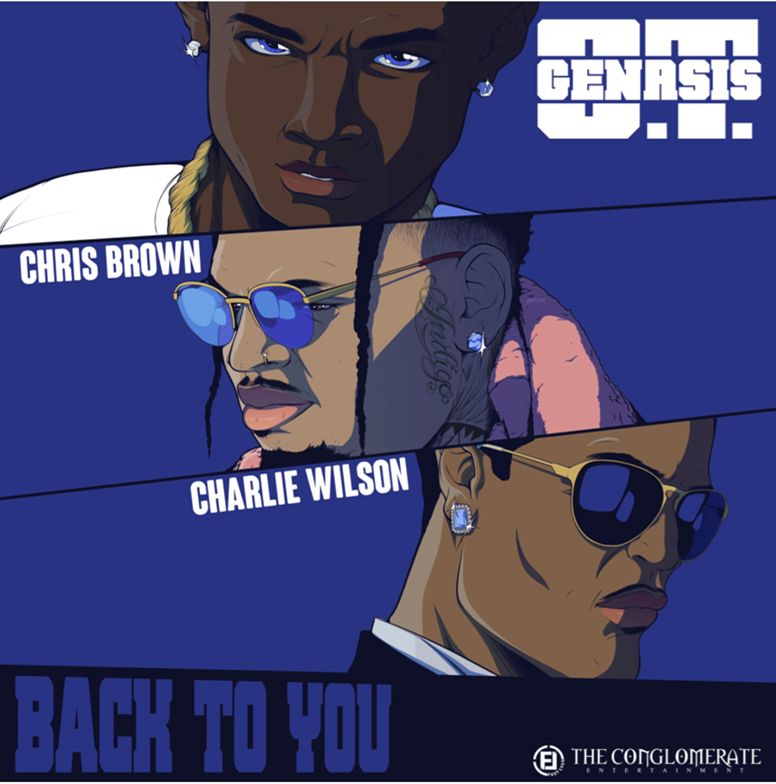 O.T.
GENASIS
CHRIS BROWN
CHARLIE WILSON
BACK TO YOU
THE CONGLOMERATE
ENTERTAINMENT